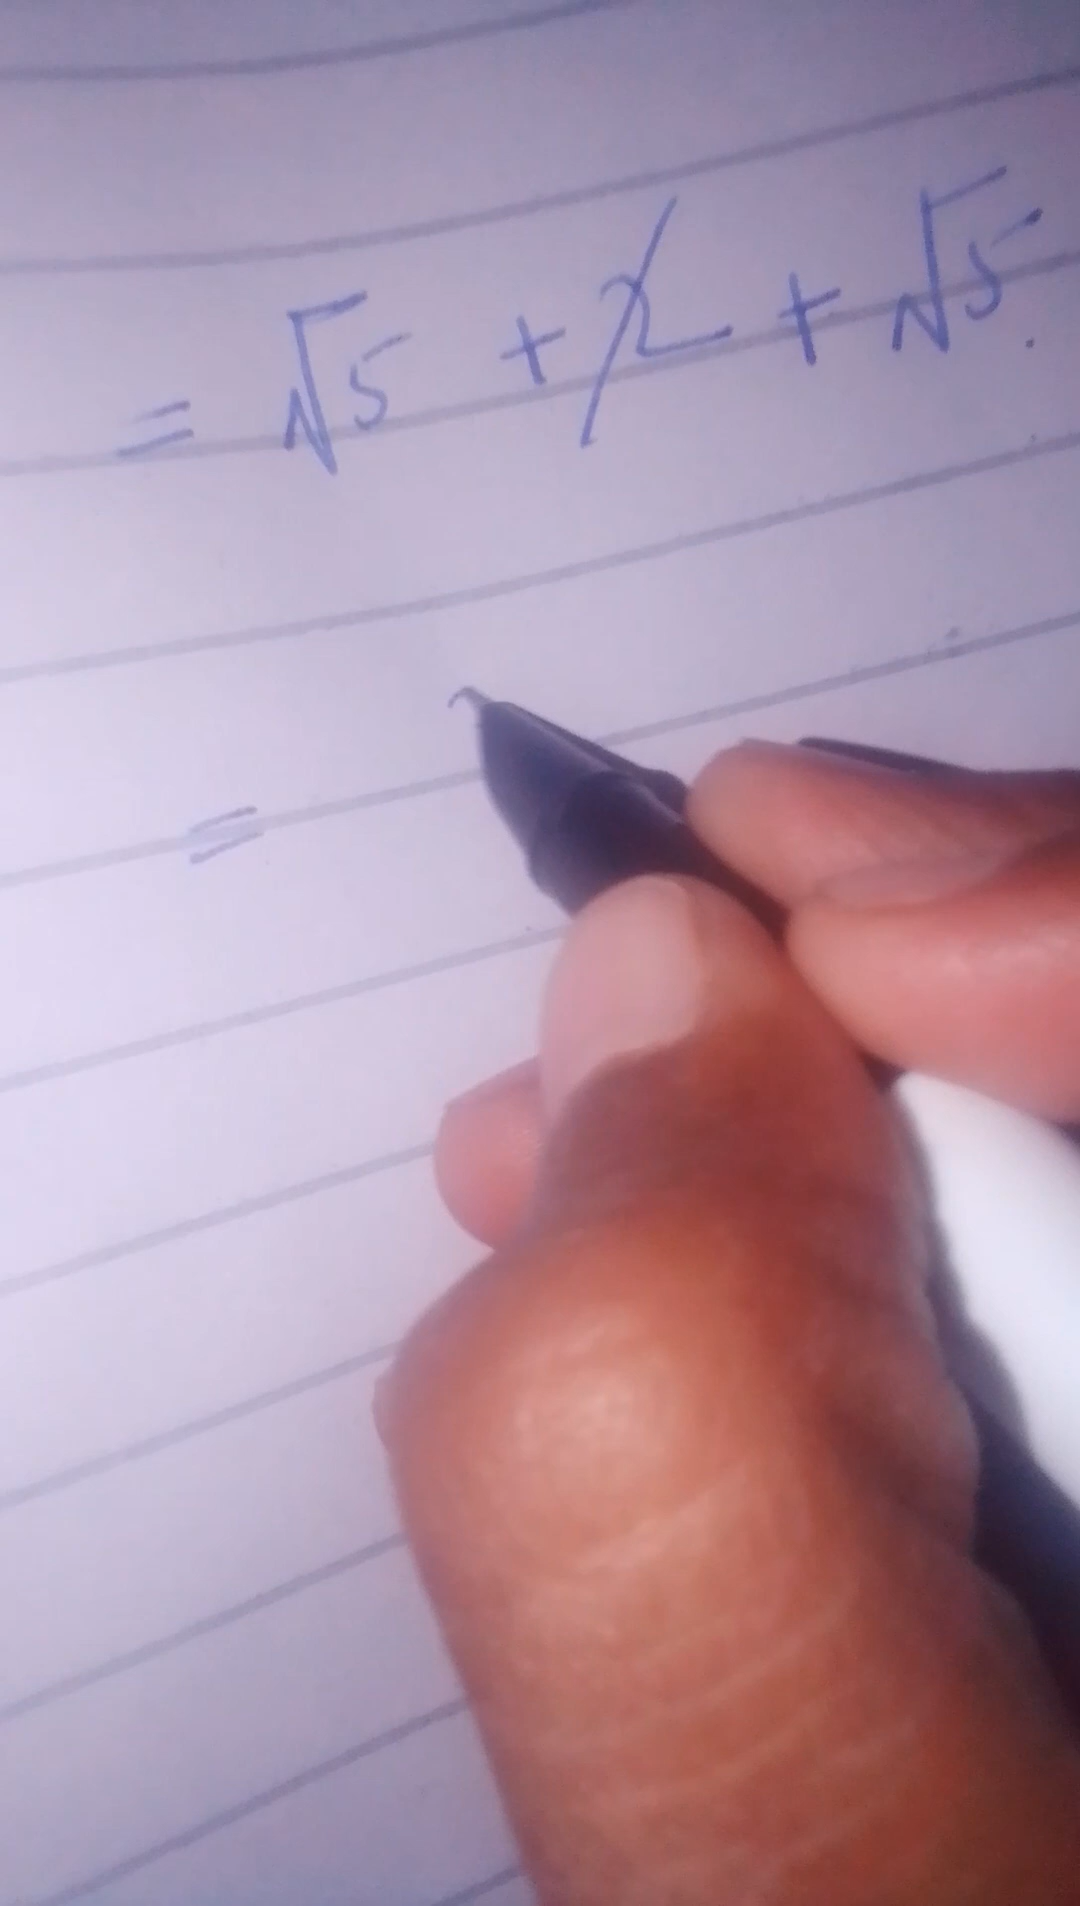 = √5 + 2 + √5.
=